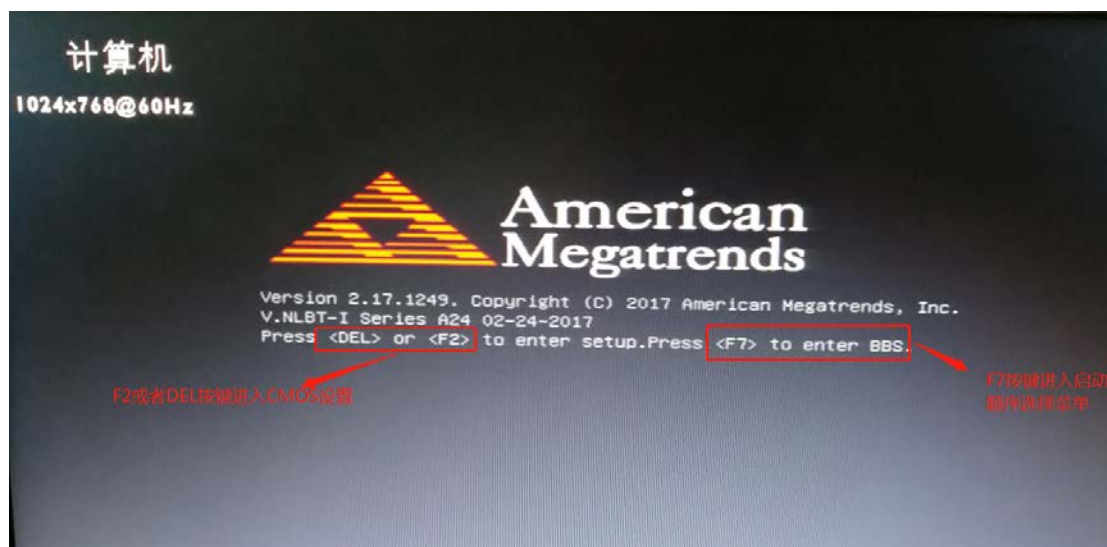 计算机
1024x768@60Hz
American
Megatrends
Version 2.17.1249. Copyright (C) 2017 American Megatrends, Inc.
V.NLBT-I Series A24 02-24-2017
Press <DEL> or <F2> to enter setup.Press <F7> to enter BBS.
F2或者DEL按键进入CMOS设置
F7按键进入启动
顺序选择菜单